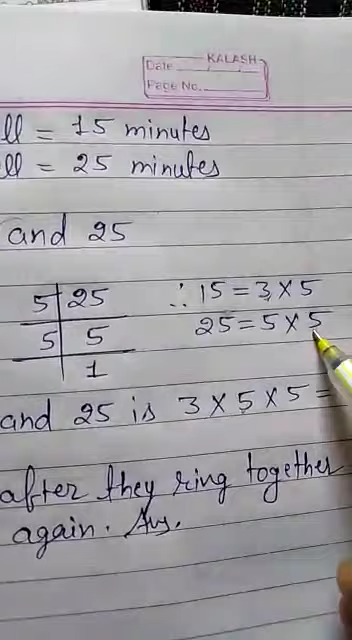 KALASH
Date
Page No.
ll = 15 minutes
ll = 25 minutes
and 25
5 25 ∴ 15 = 3 × 5
5 5 25 = 5 × 5
1
and 25 is 3 × 5 × 5 =
after they ring together
again. Ans.